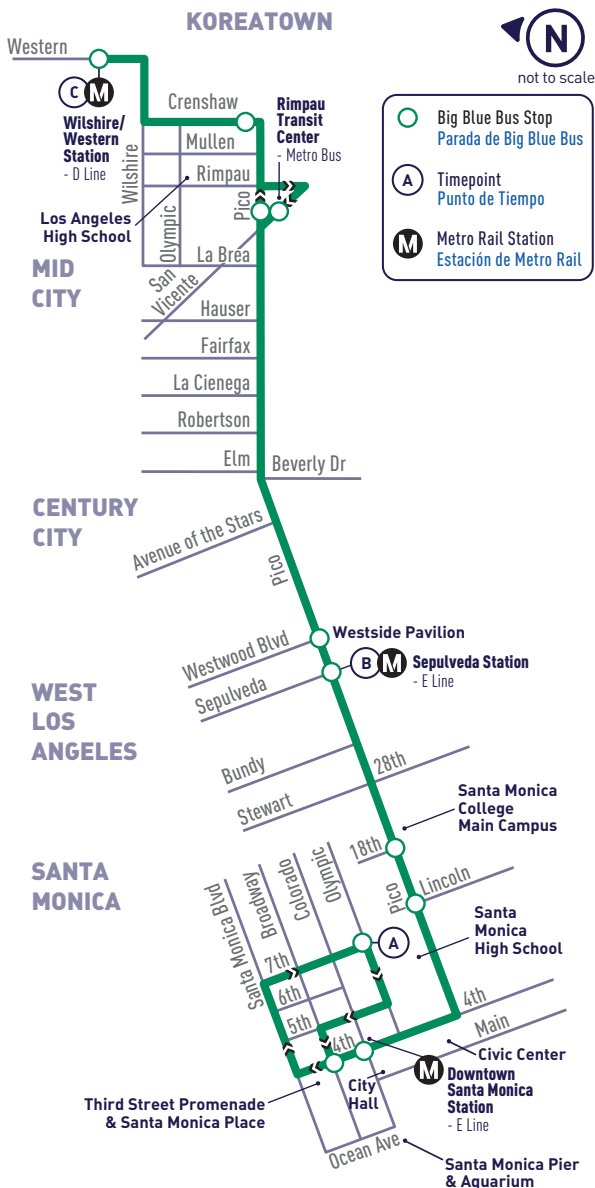 KOREATOWN
N
not to scale
Western
C M
Wilshire/
Western
Station
- D Line
Crenshaw
Rimpau
Transit
Center
- Metro Bus
Big Blue Bus Stop
Parada de Big Blue Bus
A
Timepoint
Punto de Tiempo
M
Metro Rail Station
Estación de Metro Rail
Wilshire
Mullen
Rimpau
Pico
Olympic
Los Angeles
High School
La Brea
MID
CITY
San
Vicente
Hauser
Fairfax
La Cienega
Robertson
Elm
Beverly Dr
CENTURY
CITY
Avenue of the Stars
Pico
Westwood Blvd
Westside Pavilion
B M
Sepulveda Station
- E Line
Sepulveda
WEST
LOS
ANGELES
Bundy
28th
Stewart
Santa Monica
College
Main Campus
18th
SANTA
MONICA
Santa Monica Blvd
Broadway
Colorado
Olympic
Pico
Lincoln
Santa
Monica
High School
A
7th
6th
5th
4th
4th
Main
Civic Center
M
Downtown
Santa Monica
Station
- E Line
City
Hall
Third Street Promenade
& Santa Monica Place
Ocean Ave
Santa Monica Pier
& Aquarium